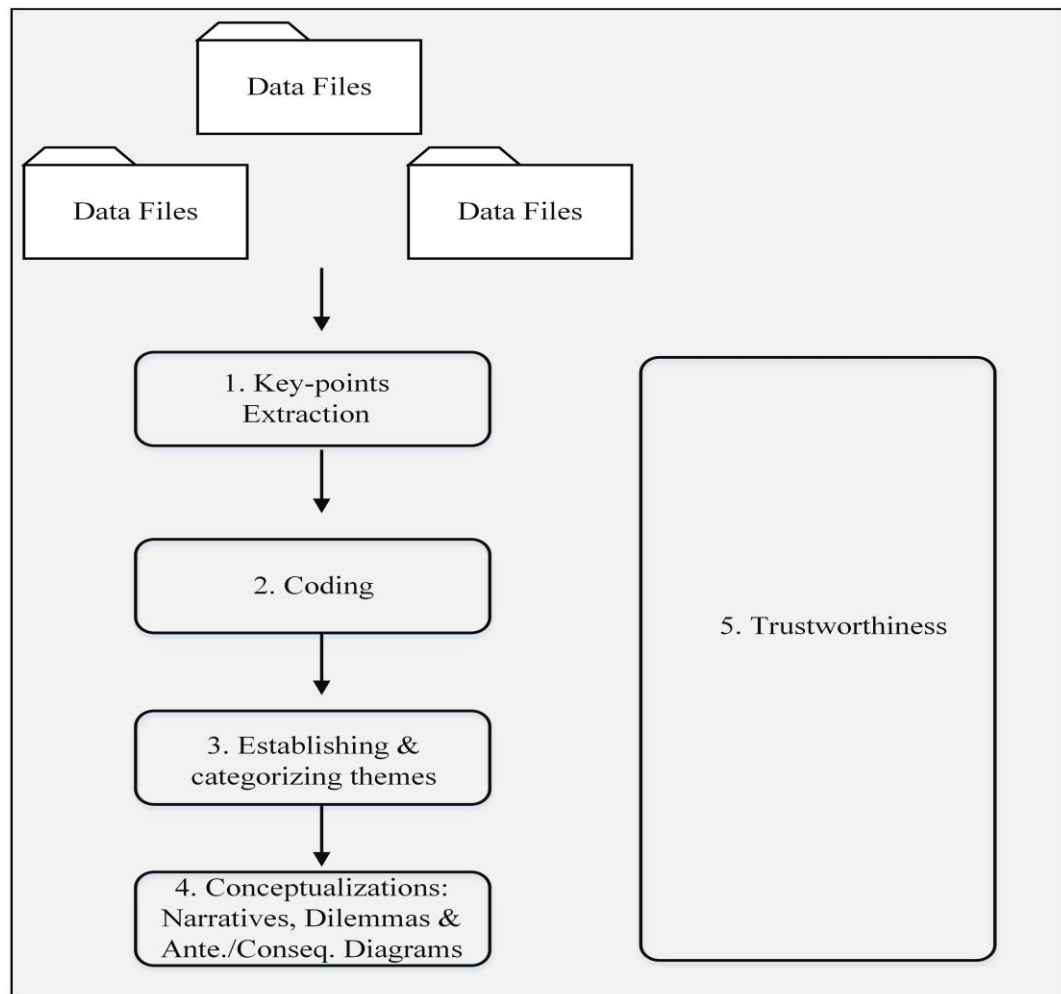 Data Files
Data Files
Data Files
1. Key-points
Extraction
2. Coding
3. Establishing &
categorizing themes
4. Conceptualizations:
Narratives, Dilemmas &
Ante./Conseq. Diagrams
5. Trustworthiness